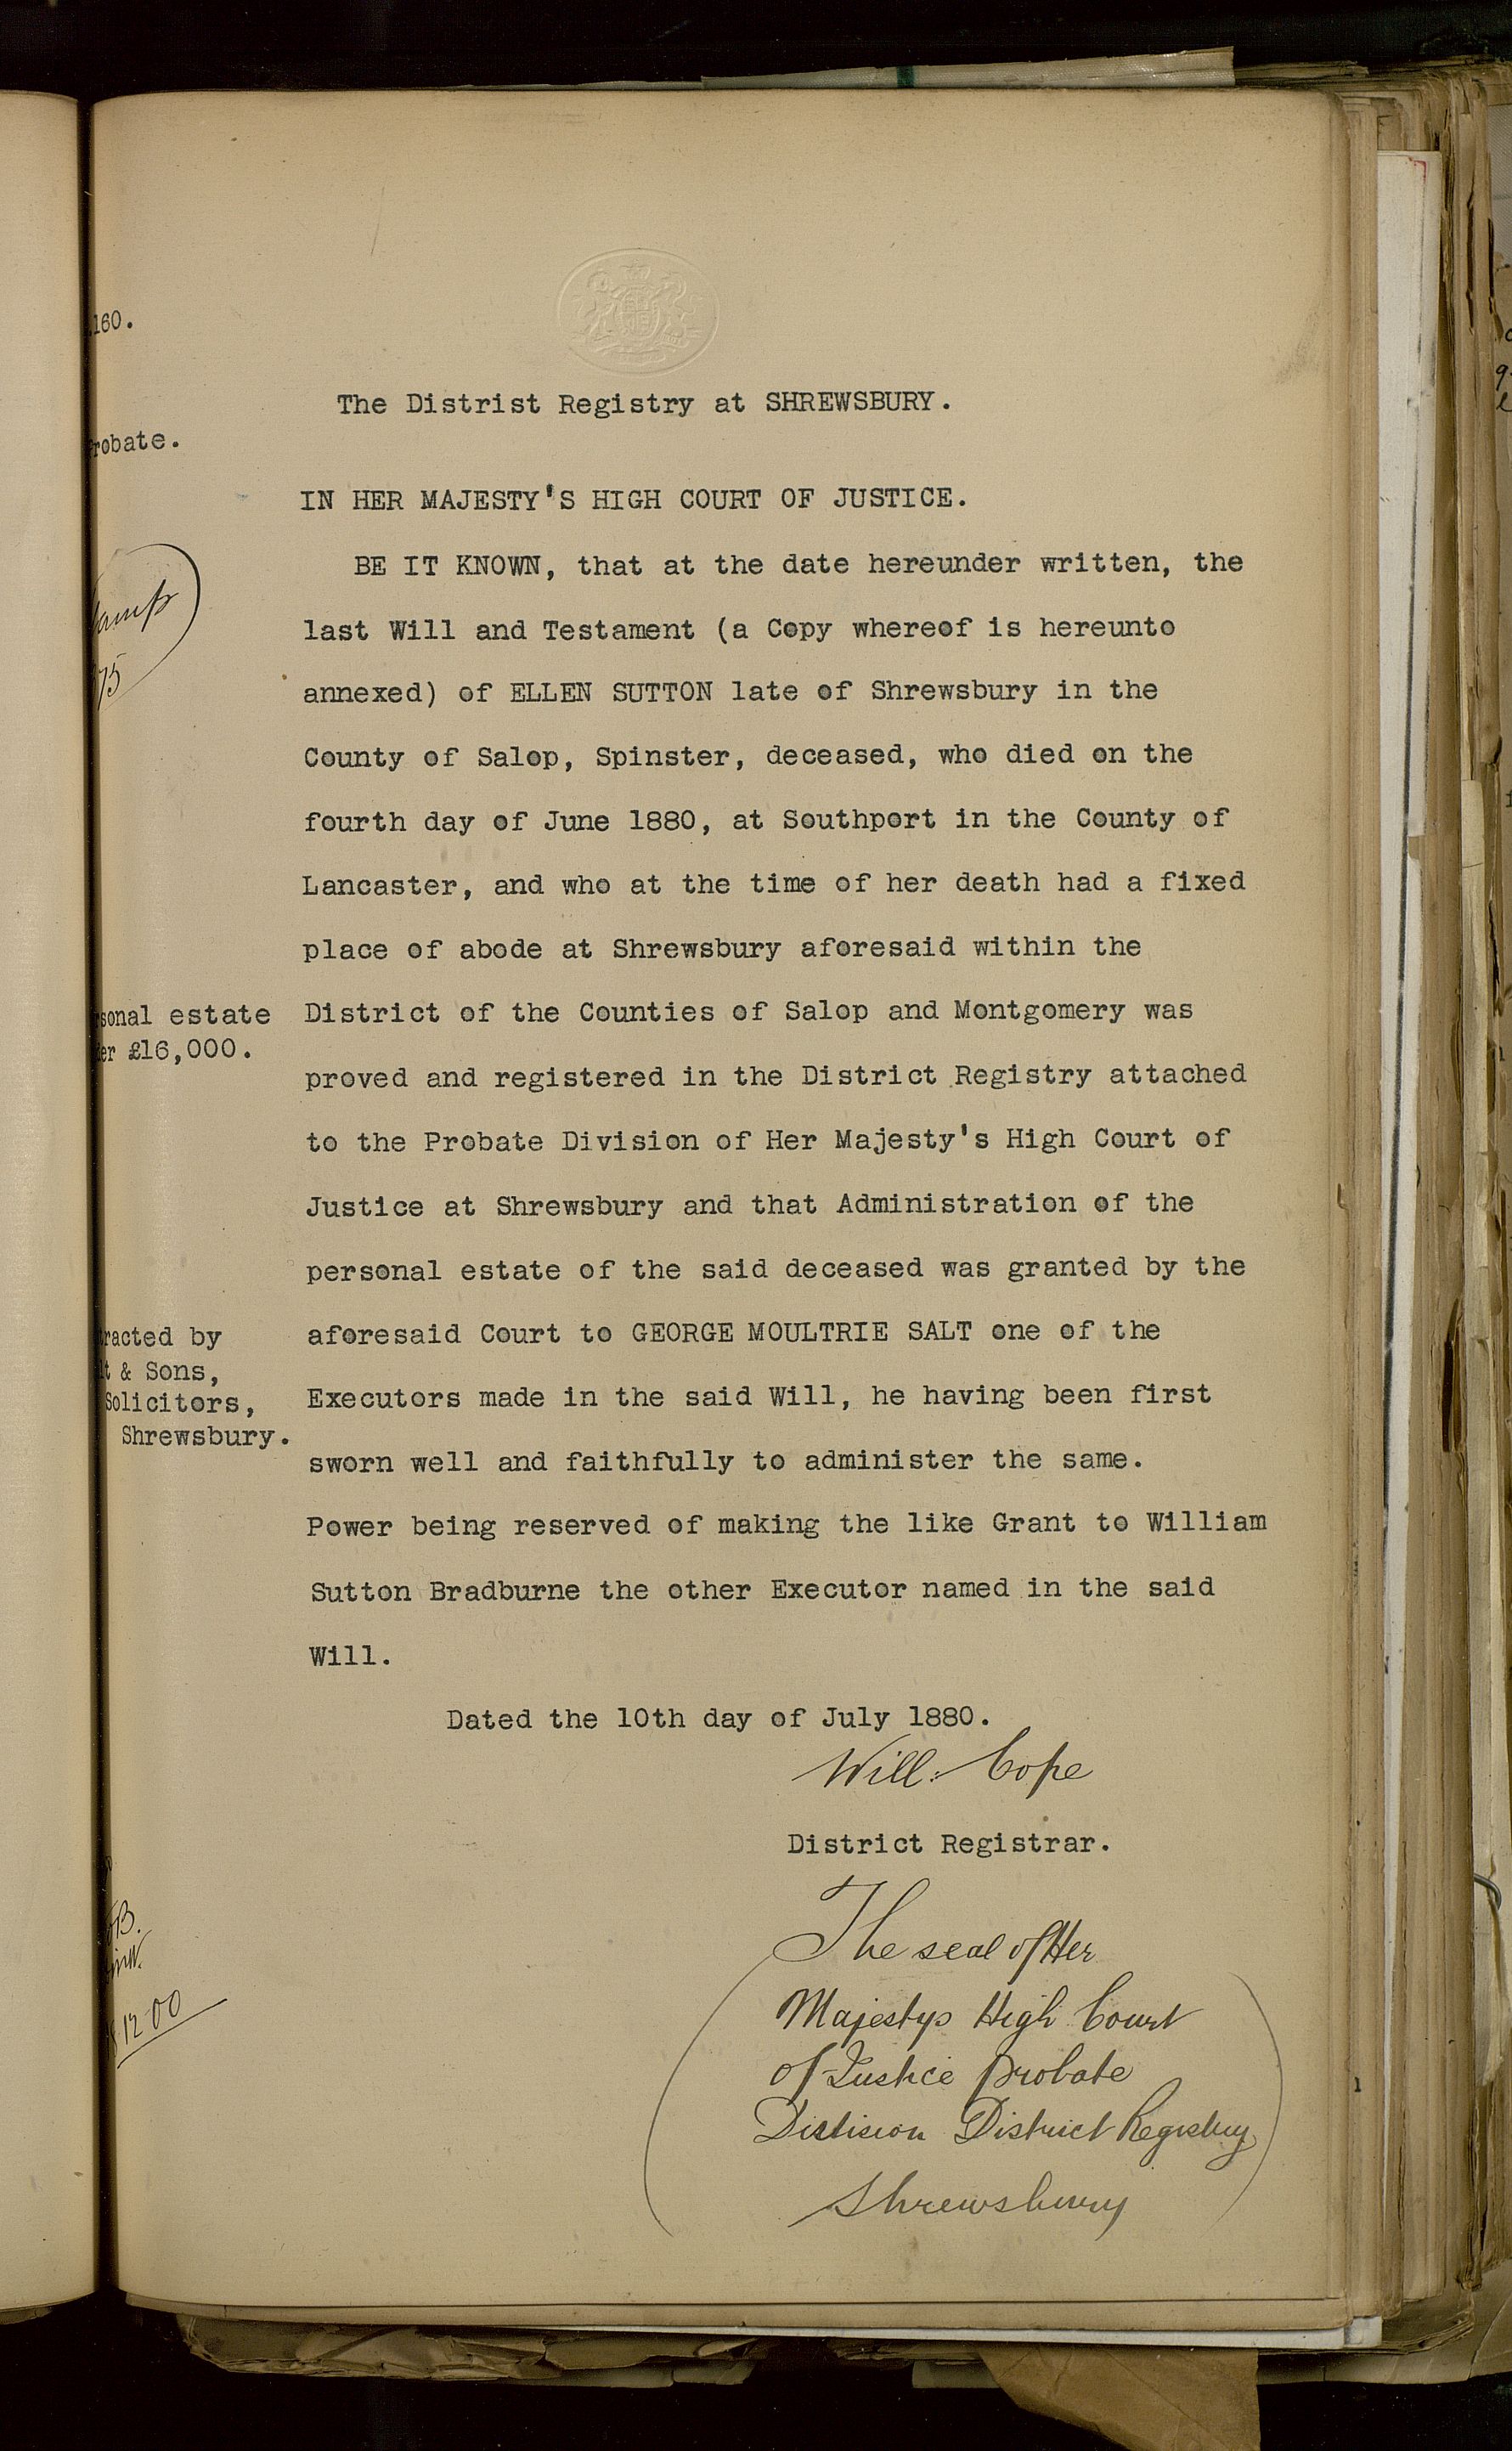 160.
The Distrist Registry at SHREWSBURY.
robate.
IN HER MAJESTY'S HIGH COURT OF JUSTICE.
BE IT KNOWN, that at the date hereunder written, the
last Will and Testament (a Copy whereof is hereunto
75
annexed) of ELLEN SUTTON late of Shrewsbury in the
County of Salop, Spinster, deceased, who died on the
fourth day of June 1880, at Southport in the County of
Lancaster, and who at the time of her death had a fixed
place of abode at Shrewsbury aforesaid within the
sonal estate
er £16,000.
District of the Counties of Salop and Montgomery was
proved and registered in the District Registry attached
to the Probate Division of Her Majesty's High Court of
Justice at Shrewsbury and that Administration of the
personal estate of the said deceased was granted by the
racted by
t & Sons,
Solicitors,
Shrewsbury.
aforesaid Court to GEORGE MOULTRIE SALT one of the
Executors made in the said Will, he having been first
sworn well and faithfully to administer the same.
Power being reserved of making the like Grant to William
Sutton Bradburne the other Executor named in the said
Will.
Dated the 10th day of July 1880.
Will: Cope
District Registrar.
The seal of Her
Majestys High Court
of Justice Probate
Division District Registry
Shrewsbury
B.
12-00